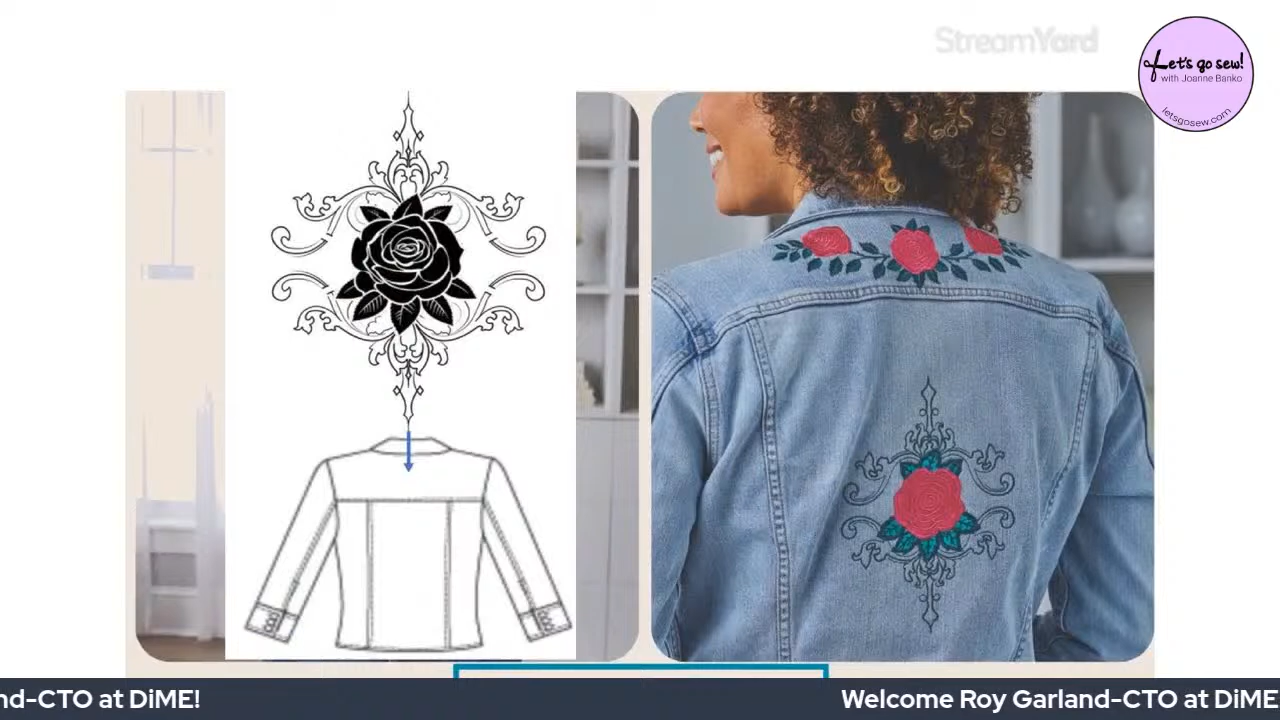 StreamYard
Let's go sew!
with Joanne Banko
letsgosew.com
nd-CTO at DiME!
Welcome Roy Garland-CTO at DiME